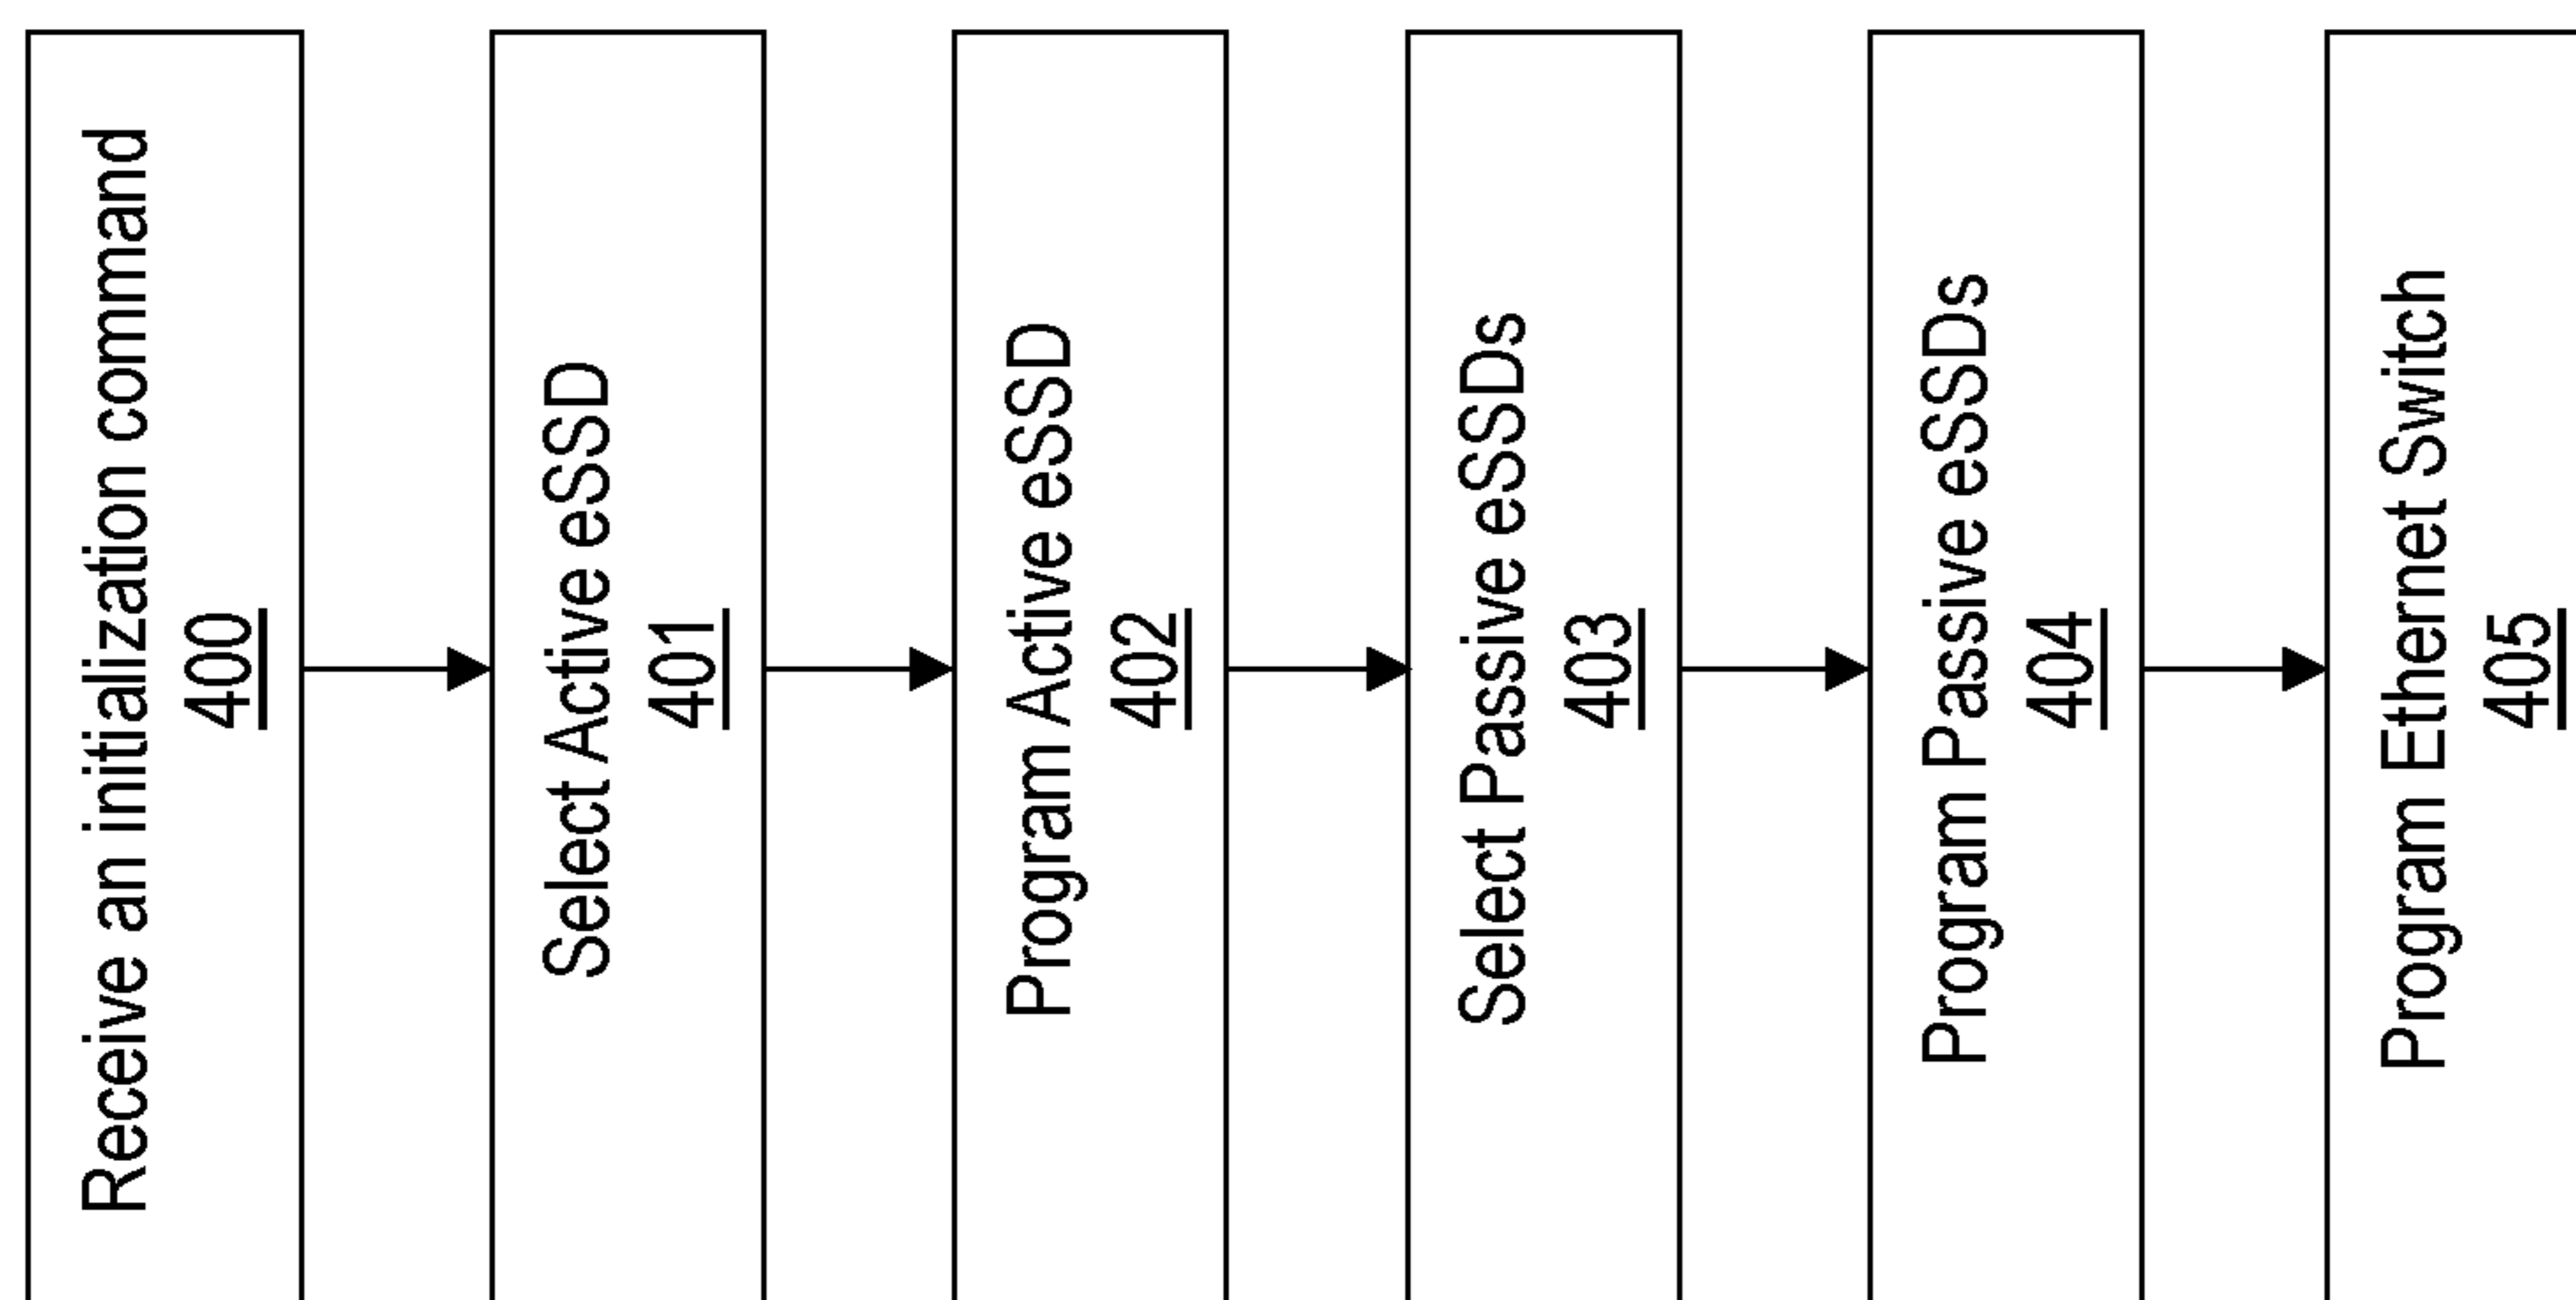 Receive an initialization command
400
Select Active eSSD
401
Program Active eSSD
402
Select Passive eSSDs
403
Program Passive eSSDs
404
Program Ethernet Switch
405